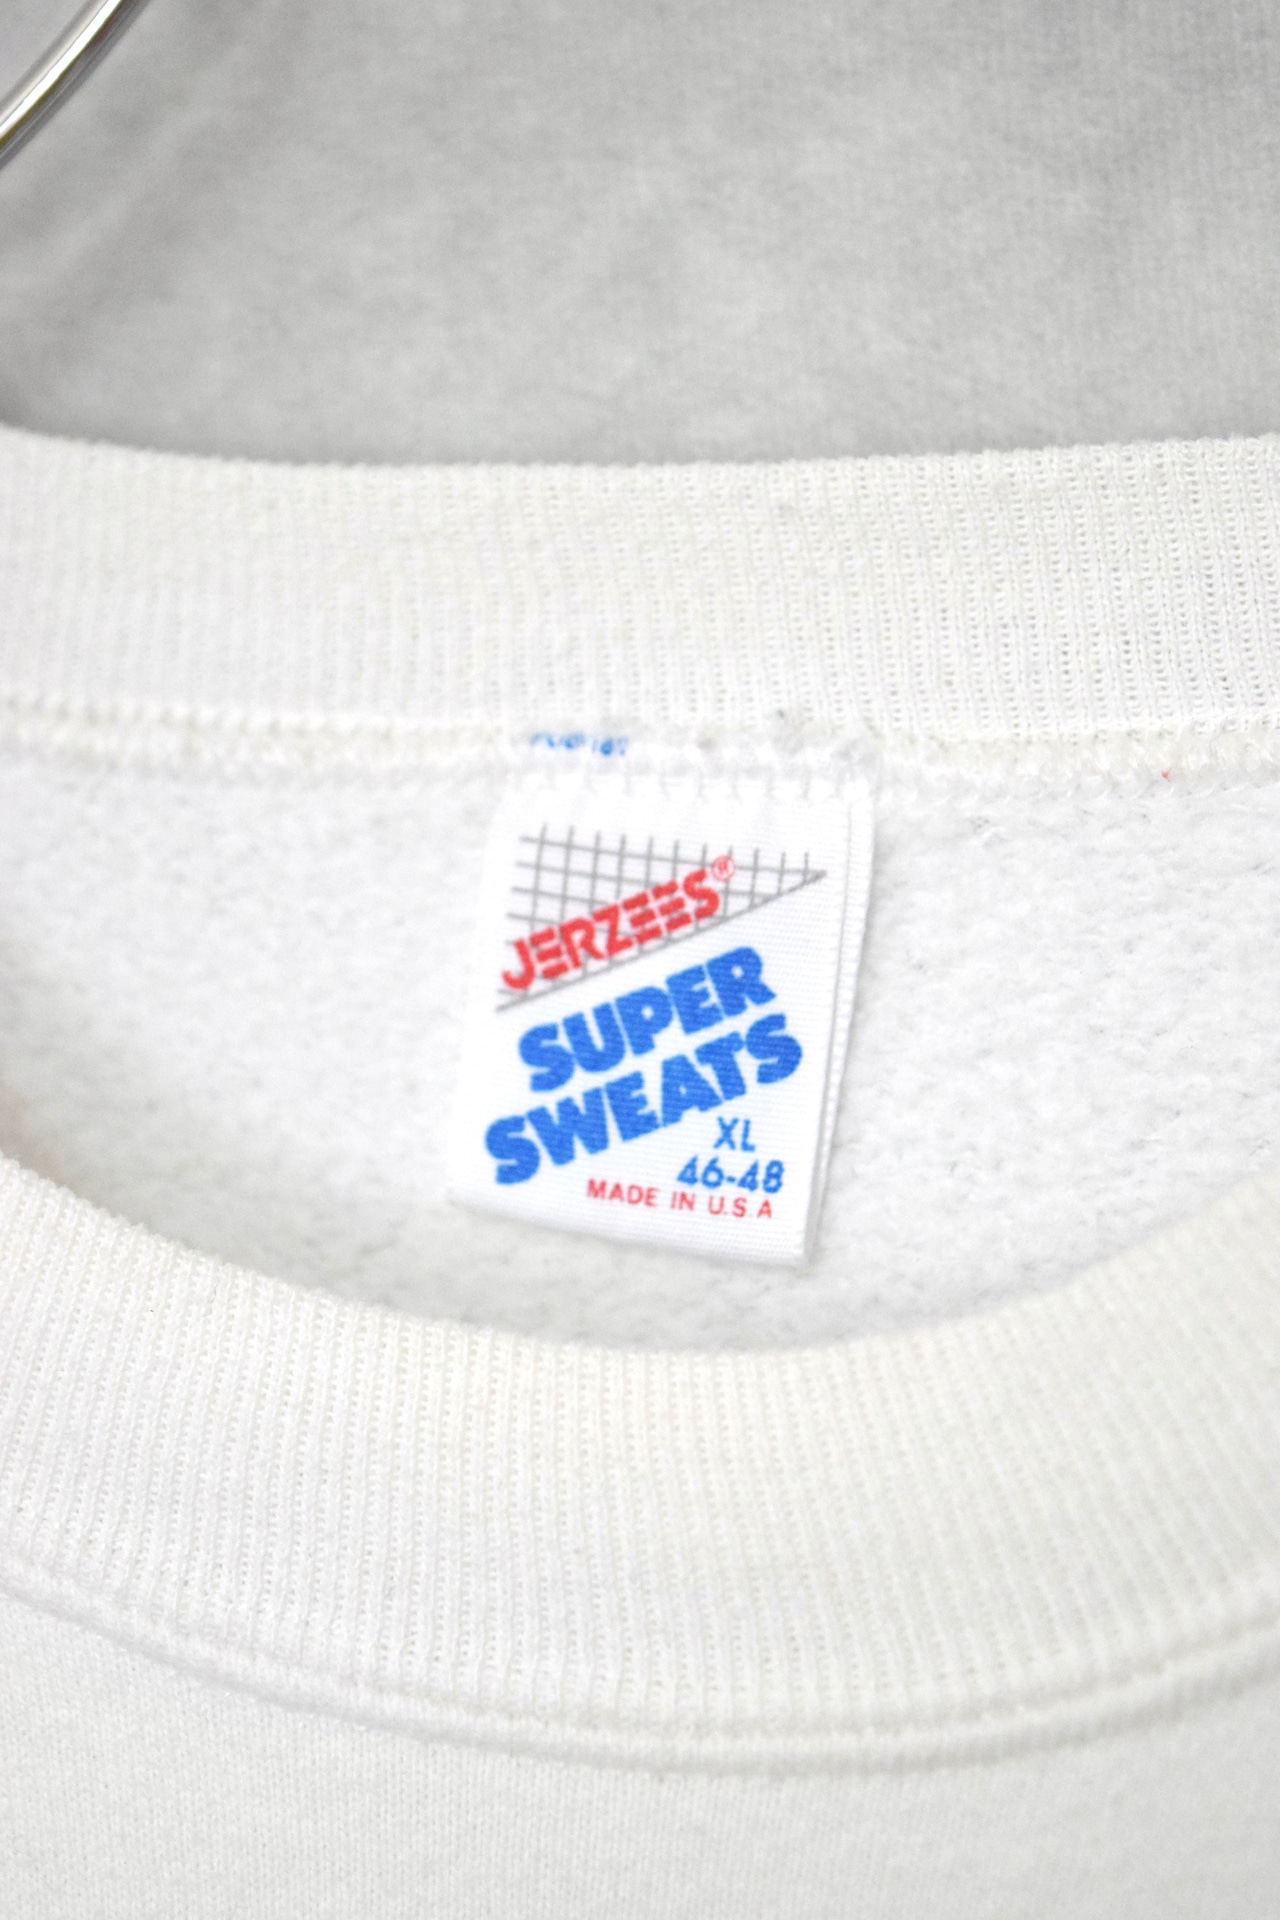 JERZEES®
SUPER
SWEATS
XL
46-48
MADE IN U.S.A